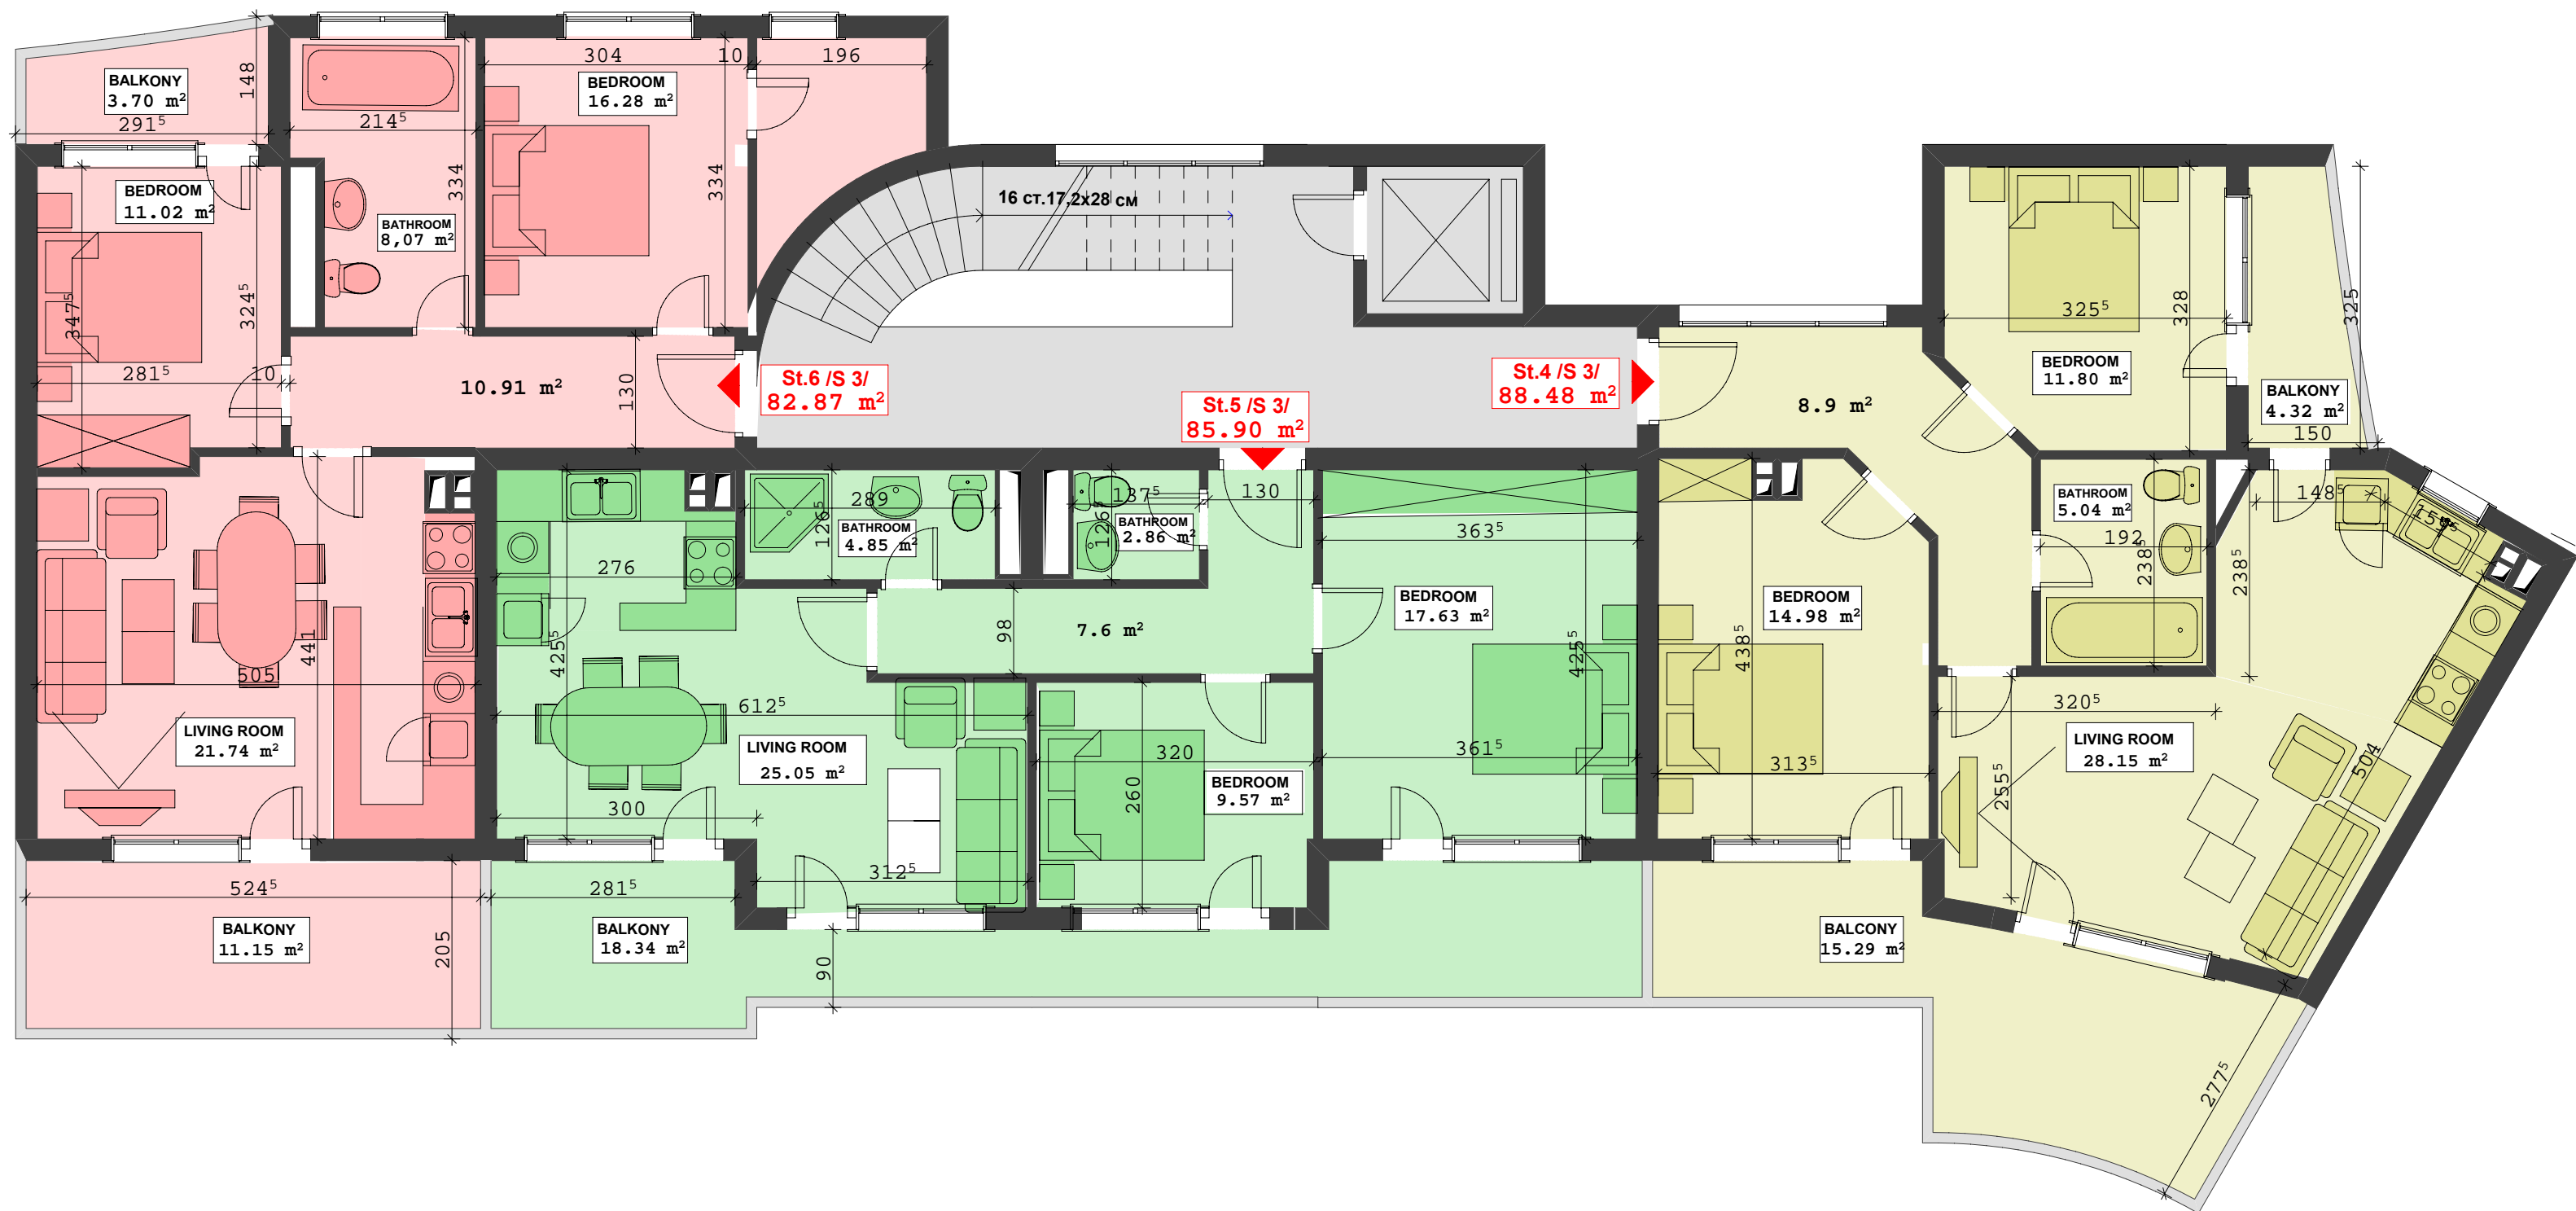 304
10
196
BALKONY
3.70 m²
148
BEDROOM
16.28 m²
291⁵
214⁵
334
334
BEDROOM
11.02 m²
BATHROOM
8,07 m²
16 ст.17.2x28 см
347⁵
324⁵
281⁵
10
10.91 m²
130
St.6 /S 3/
82.87 m²
St.5 /S 3/
85.90 m²
St.4 /S 3/
88.48 m²
8.9 m²
325⁵
328
325
BEDROOM
11.80 m²
BALKONY
4.32 m²
150
289
126⁵
BATHROOM
4.85 m²
137⁵
126⁵
BATHROOM
2.86 m²
130
363⁵
BATHROOM
5.04 m²
192
238⁵
148⁵
238⁵
276
441
505
425⁵
98
7.6 m²
BEDROOM
17.63 m²
425⁵
BEDROOM
14.98 m²
438⁵
LIVING ROOM
21.74 m²
612⁵
LIVING ROOM
25.05 m²
300
312⁵
320
260
BEDROOM
9.57 m²
361⁵
313⁵
320⁵
LIVING ROOM
28.15 m²
255⁵
504
524⁵
BALKONY
11.15 m²
205
281⁵
BALKONY
18.34 m²
90
BALCONY
15.29 m²
277⁵